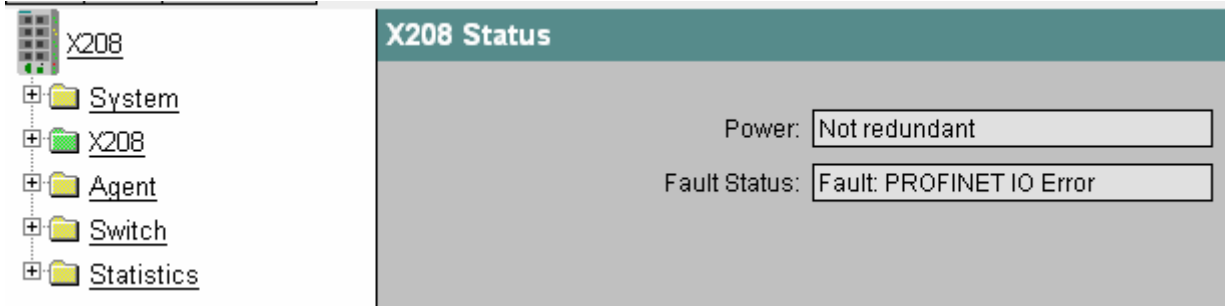 X208
System
X208
Agent
Switch
Statistics
X208 Status
Power: Not redundant
Fault Status: Fault: PROFINET IO Error